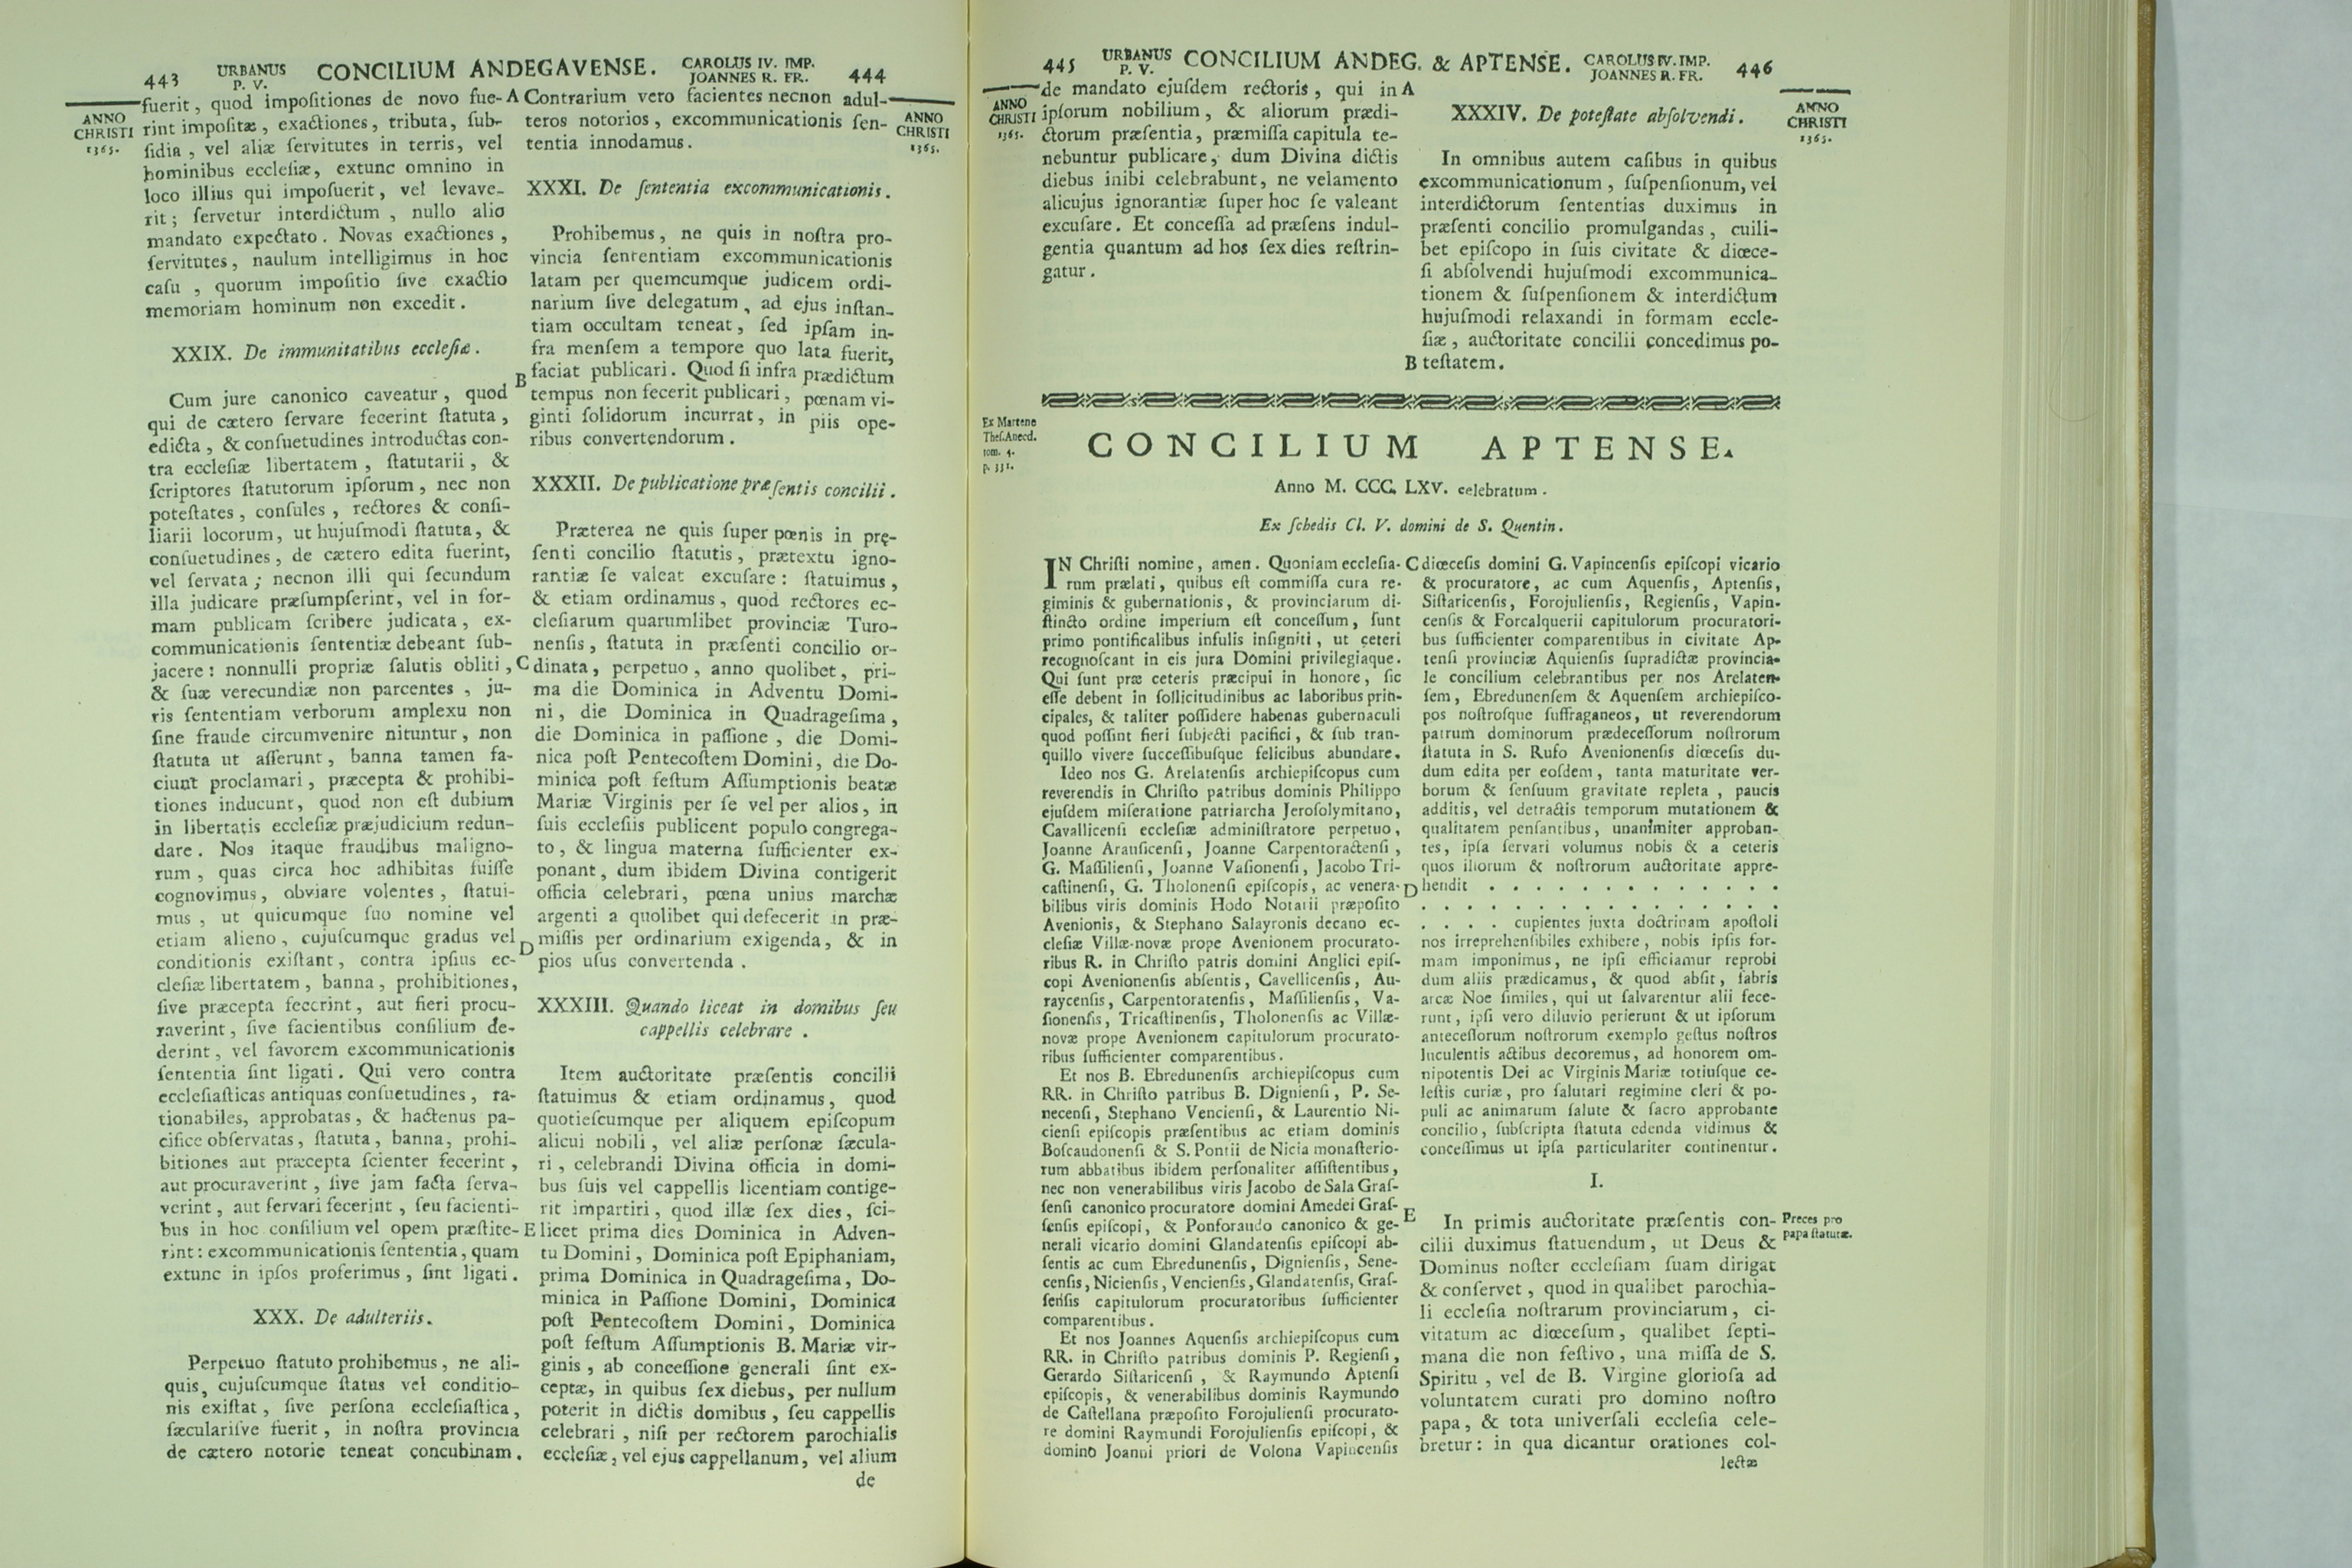 443 URBANUS P. V. CONCILIUM ANDEGAVENSE. CAROLUS IV. IMP. JOANNES R. FR. 444
ANNO
CHRISTI
1365.
fuerit, quod impoſitiones de novo fue-
rint impoſitæ, exactiones, tributa, ſub-
ſidia, vel aliæ ſervitutes in terris, vel
hominibus eccleſiæ, extunc omnino in
loco illius qui impoſuerit, vel levave-
rit; ſervetur interdictum, nullo alio
mandato expectato. Novas exactiones,
ſervitutes, naulum intelligimus in hoc
caſu, quorum impoſitio ſive exactio
memoriam hominum non excedit.
XXIX. De immunitatibus eccleſiæ.
Cum jure canonico caveatur, quod
qui de cætero ſervare fecerint ſtatuta,
edicta, & conſuetudines introductas con-
tra eccleſiæ libertatem, ſtatutarii, &
ſcriptores ſtatutorum ipſorum, nec non
poteſtates, conſules, rectores & conſi-
liarii locorum, ut hujuſmodi ſtatuta, &
conſuetudines, de cætero edita fuerint,
vel ſervata; necnon illi qui ſecundum
illa judicare præſumpſerint, vel in for-
mam publicam ſcribere judicata, ex-
communicationis ſententiæ debeant ſub-
jacere: nonnulli propriæ ſalutis obliti,
& ſuæ verecundiæ non parcentes, ju-
ris ſententiam verborum amplexu non
ſine fraude circumvenire nituntur, non
ſtatuta ut aſſerunt, banna tamen fa-
ciunt proclamari, præcepta & prohibi-
tiones inducunt, quod non eſt dubium
in libertatis eccleſiæ præjudicium redun-
dare. Nos itaque fraudibus maligno-
rum, quas circa hoc adhibitas fuiſſe
cognovimus, obviare volentes, ſtatui-
mus, ut quicumque ſuo nomine vel
etiam alieno, cujuſcumque gradus vel
conditionis exiſtant, contra ipſius ec-
cleſiæ libertatem, banna, prohibitiones,
ſive præcepta fecerint, aut fieri procu-
raverint, ſive facientibus conſilium de-
derint, vel favorem excommunicationis
ſententia ſint ligati. Qui vero contra
eccleſiaſticas antiquas conſuetudines, ra-
tionabiles, approbatas, & hactenus pa-
cifice obſervatas, ſtatuta, banna, prohi-
bitiones aut præcepta ſcienter fecerint,
aut procuraverint, ſive jam facta ſerva-
verint, aut ſervari fecerint, ſeu facienti-
bus in hoc conſilium vel opem præſtite-
rint: excommunicationis ſententia, quam
extunc in ipſos proferimus, ſint ligati.
XXX. De adulteriis.
Perpetuo ſtatuto prohibemus, ne ali-
quis, cujuſcumque ſtatus vel conditio-
nis exiſtat, ſive perſona eccleſiaſtica,
ſæculariſve fuerit, in noſtra provincia
de cætero notorie teneat concubinam.
A
B
C
D
E
Contrarium vero facientes necnon adul-
teros notorios, excommunicationis ſen-
tentia innodamus.
XXXI. De ſententia excommunicationis.
Prohibemus, ne quis in noſtra pro-
vincia ſententiam excommunicationis
latam per quemcumque judicem ordi-
narium ſive delegatum, ad ejus inſtan-
tiam occultam teneat, ſed ipſam in-
fra menſem a tempore quo lata fuerit,
faciat publicari. Quod ſi infra prædictum
tempus non fecerit publicari, pœnam vi-
ginti ſolidorum incurrat, in piis ope-
ribus convertendorum.
XXXII. De publicatione præſentis concilii.
Præterea ne quis ſuper pœnis in prę-
ſenti concilio ſtatutis, prætextu igno-
rantiæ ſe valeat excuſare: ſtatuimus,
& etiam ordinamus, quod rectores ec-
cleſiarum quarumlibet provinciæ Turo-
nenſis, ſtatuta in præſenti concilio or-
dinata, perpetuo, anno quolibet, pri-
ma die Dominica in Adventu Domi-
ni, die Dominica in Quadrageſima,
die Dominica in paſſione, die Domi-
nica poſt Pentecoſtem Domini, die Do-
minica poſt feſtum Aſſumptionis beatæ
Mariæ Virginis per ſe vel per alios, in
ſuis eccleſiis publicent populo congrega-
to, & lingua materna ſufficienter ex-
ponant, dum ibidem Divina contigerit
officia celebrari, pœna unius marchæ
argenti a quolibet qui defecerit in præ-
miſſis per ordinarium exigenda, & in
pios uſus convertenda.
XXXIII. Quando liceat in domibus ſeu
cappellis celebrare.
Item auctoritate præſentis concilii
ſtatuimus & etiam ordinamus, quod
quotieſcumque per aliquem epiſcopum
alicui nobili, vel aliæ perſonæ ſæcula-
ri, celebrandi Divina officia in domi-
bus ſuis vel cappellis licentiam contige-
rit impartiri, quod illæ ſex dies, ſci-
licet prima dies Dominica in Adven-
tu Domini, Dominica poſt Epiphaniam,
prima Dominica in Quadrageſima, Do-
minica in Paſſione Domini, Dominica
poſt Pentecoſtem Domini, Dominica
poſt feſtum Aſſumptionis B. Mariæ vir-
ginis, ab conceſſione generali ſint ex-
ceptæ, in quibus ſex diebus, per nullum
poterit in dictis domibus, ſeu cappellis
celebrari, niſi per rectorem parochialis
eccleſiæ, vel ejus cappellanum, vel alium
de
ANNO
CHRISTI
1365.
445 URBANUS P. V. CONCILIUM ANDEG. & APTENSE. CAROLUS IV. IMP. JOANNES R. FR. 446
ANNO
CHRISTI
1365.
de mandato ejuſdem rectoris, qui in
ipſorum nobilium, & aliorum prædi-
ctorum præſentia, præmiſſa capitula te-
nebuntur publicare, dum Divina dictis
diebus inibi celebrabunt, ne velamento
alicujus ignorantiæ ſuper hoc ſe valeant
excuſare. Et conceſſa ad præſens indul-
gentia quantum ad hos ſex dies reſtrin-
gatur.
A
B
XXXIV. De poteſtate abſolvendi.
In omnibus autem caſibus in quibus
excommunicationum, ſuſpenſionum, vel
interdictorum ſententias duximus in
præſenti concilio promulgandas, cuili-
bet epiſcopo in ſuis civitate & diœce-
ſi abſolvendi hujuſmodi excommunica-
tionem & ſuſpenſionem & interdictum
hujuſmodi relaxandi in formam eccle-
ſiæ, auctoritate concilii concedimus po-
teſtatem.
ANNO
CHRISTI
1365.
Ex Martene
Theſ. Anecd.
tom. 4.
p. 331.
CONCILIUM APTENSE.
Anno M. CCC. LXV. celebratum.
Ex ſchedis Cl. V. domini de S. Quentin.
IN Chriſti nomine, amen. Quoniam eccleſia-
rum prælati, quibus eſt commiſſa cura re-
giminis & gubernationis, & provinciarum di-
ſtincto ordine imperium eſt conceſſum, ſunt
primo pontificalibus infulis inſigniti, ut ceteri
recognoſcant in eis jura Domini privilegiaque.
Qui ſunt præ ceteris præcipui in honore, ſic
eſſe debent in ſollicitudinibus ac laboribus prin-
cipales, & taliter poſſidere habenas gubernaculi
quod poſſint fieri ſubjecti pacifici, & ſub tran-
quillo vivere ſucceſſibuſque felicibus abundare.
Ideo nos G. Arelatenſis archiepiſcopus cum
reverendis in Chriſto patribus dominis Philippo
ejuſdem miſeratione patriarcha Jeroſolymitano,
Cavallicenſi eccleſiæ adminiſtratore perpetuo,
Joanne Arauſicenſi, Joanne Carpentoractenſi,
G. Maſſilienſi, Joanne Vaſionenſi, Jacobo Tri-
caſtinenſi, G. Tholonenſi epiſcopis, ac venera-
bilibus viris dominis Hodo Notarii præpoſito
Avenionis, & Stephano Salayronis decano ec-
cleſiæ Villæ-novæ prope Avenionem procurato-
ribus R. in Chriſto patris domini Anglici epiſ-
copi Avenionenſis abſentis, Cavellicenſis, Au-
raycenſis, Carpentoratenſis, Maſſilienſis, Va-
ſionenſis, Tricaſtinenſis, Tholonenſis ac Villæ-
novæ prope Avenionem capitulorum procurato-
ribus ſufficienter comparentibus.
Et nos B. Ebredunenſis archiepiſcopus cum
RR. in Chriſto patribus B. Dignienſi, P. Se-
necenſi, Stephano Vencienſi, & Laurentio Ni-
cienſi epiſcopis præſentibus ac etiam dominis
Boſcaudonenſi & S. Pontii de Nicia monaſterio-
rum abbatibus ibidem perſonaliter aſſiſtentibus,
nec non venerabilibus viris Jacobo de Sala Graſ-
ſenſi canonico procuratore domini Amedei Graſ-
ſenſis epiſcopi, & Ponforaudo canonico & ge-
nerali vicario domini Glandatenſis epiſcopi ab-
ſentis ac cum Ebredunenſis, Dignienſis, Sene-
cenſis, Nicienſis, Vencienſis, Glandatenſis, Graſ-
ſenſis capitulorum procuratoribus ſufficienter
comparentibus.
Et nos Joannes Aquenſis archiepiſcopus cum
RR. in Chriſto patribus dominis P. Regienſi,
Gerardo Siſtaricenſi, & Raymundo Aptenſi
epiſcopis, & venerabilibus dominis Raymundo
de Caſtellana præpoſito Forojulienſi procurato-
re domini Raymundi Forojulienſis epiſcopi, &
domino Joanni priori de Volona Vapincenſis
C
D
E
diœceſis domini G. Vapincenſis epiſcopi vicario
& procuratore, ac cum Aquenſis, Aptenſis,
Siſtaricenſis, Forojulienſis, Regienſis, Vapin-
cenſis & Forcalquerii capitulorum procuratori-
bus ſufficienter comparentibus in civitate Ap-
tenſi provinciæ Aquienſis ſupradictæ provincia-
le concilium celebrantibus per nos Arelaten-
ſem, Ebredunenſem & Aquenſem archiepiſco-
pos noſtroſque ſuffraganeos, ut reverendorum
patrum dominorum prædeceſſorum noſtrorum
ſtatuta in S. Rufo Avenionenſis diœceſis du-
dum edita per eoſdem, tanta maturitate ver-
borum & ſenſuum gravitate repleta, paucis
additis, vel detractis temporum mutationem &
qualitatem penſantibus, unanimiter approban-
tes, ipſa ſervari volumus nobis & a ceteris
quos illorum & noſtrorum auctoritate appre-
hendit . . . . . . . . . . . . .
. . . . . . . . . . . . . . . .
. . . . cupientes juxta doctrinam apoſtoli
nos irreprehenſibiles exhibere, nobis ipſis for-
mam imponimus, ne ipſi efficiamur reprobi
dum aliis prædicamus, & quod abſit, fabris
arcæ Noe ſimiles, qui ut ſalvarentur alii fece-
runt, ipſi vero diluvio perierunt & ut ipſorum
anteceſſorum noſtrorum exemplo geſtus noſtros
luculentis actibus decoremus, ad honorem om-
nipotentis Dei ac Virginis Mariæ totiuſque ce-
leſtis curiæ, pro ſalutari regimine cleri & po-
puli ac animarum ſalute & ſacro approbante
concilio, ſubſcripta ſtatuta edenda vidimus &
conceſſimus ut ipſa particulariter continentur.
I.
In primis auctoritate præſentis con-
cilii duximus ſtatuendum, ut Deus &
Dominus noſter eccleſiam ſuam dirigat
& conſervet, quod in qualibet parochia-
li eccleſia noſtrarum provinciarum, ci-
vitatum ac diœceſum, qualibet ſepti-
mana die non feſtivo, una miſſa de S.
Spiritu, vel de B. Virgine glorioſa ad
voluntatem curati pro domino noſtro
papa, & tota univerſali eccleſia cele-
bretur: in qua dicantur orationes col-
lectæ
Preces pro
papa ſtatutæ.